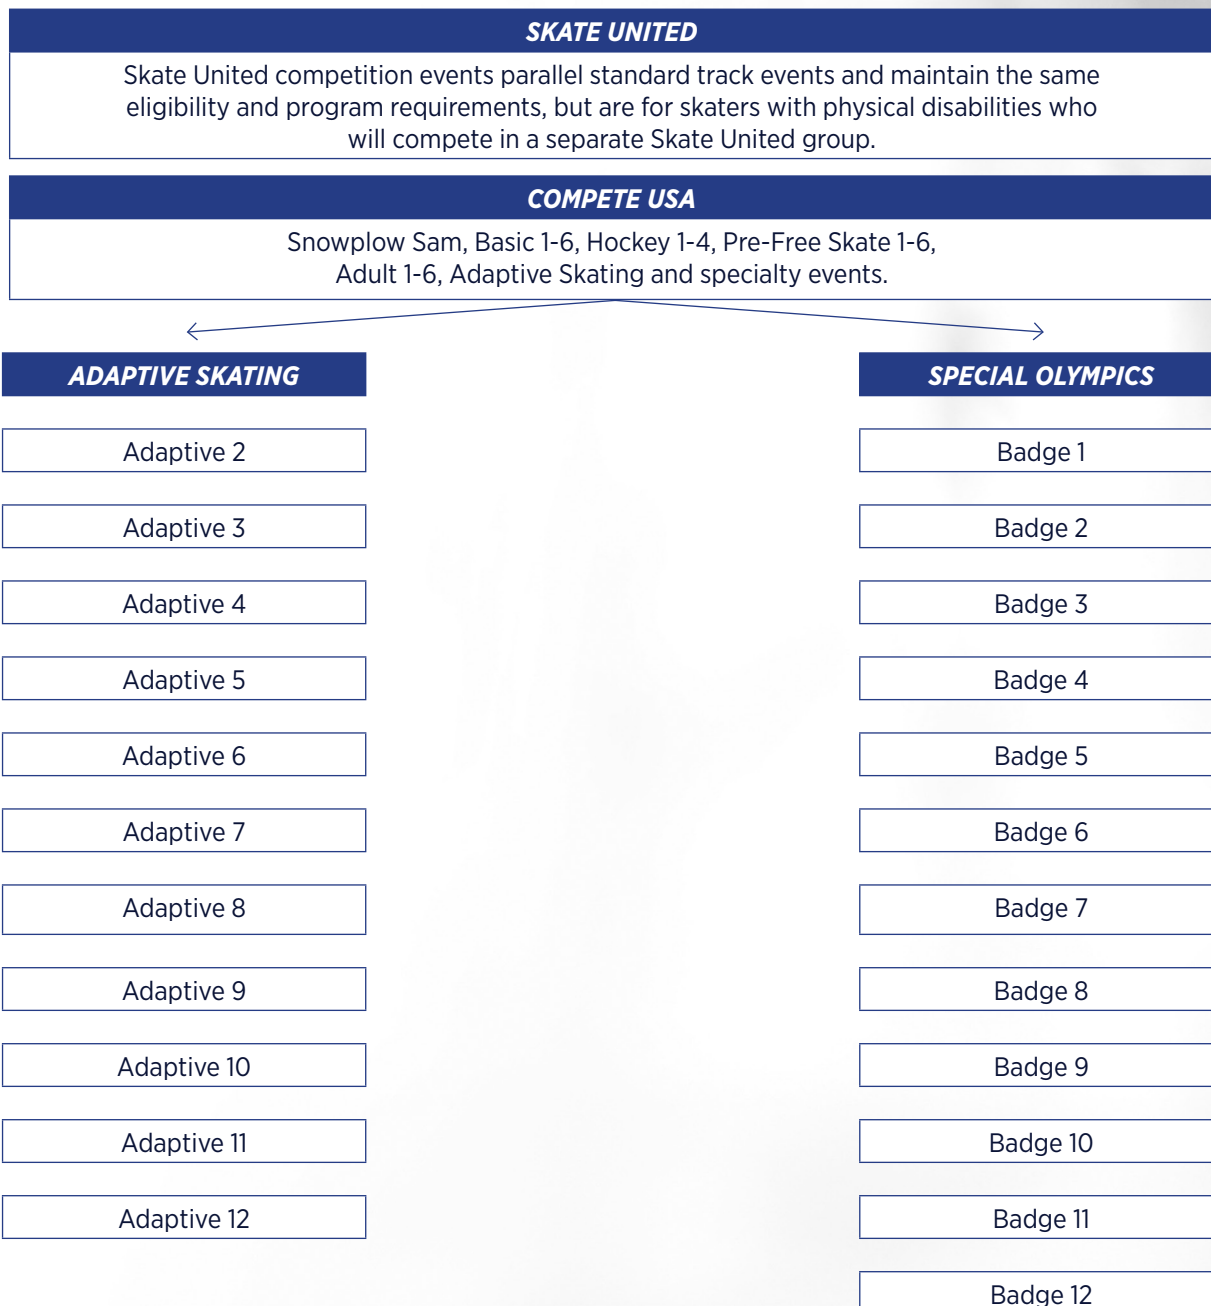 SKATE UNITED
Skate United competition events parallel standard track events and maintain the same
eligibility and program requirements, but are for skaters with physical disabilities who
will compete in a separate Skate United group.
COMPETE USA
Snowplow Sam, Basic 1-6, Hockey 1-4, Pre-Free Skate 1-6,
Adult 1-6, Adaptive Skating and specialty events.
ADAPTIVE SKATING
Adaptive 2
Adaptive 3
Adaptive 4
Adaptive 5
Adaptive 6
Adaptive 7
Adaptive 8
Adaptive 9
Adaptive 10
Adaptive 11
Adaptive 12
SPECIAL OLYMPICS
Badge 1
Badge 2
Badge 3
Badge 4
Badge 5
Badge 6
Badge 7
Badge 8
Badge 9
Badge 10
Badge 11
Badge 12